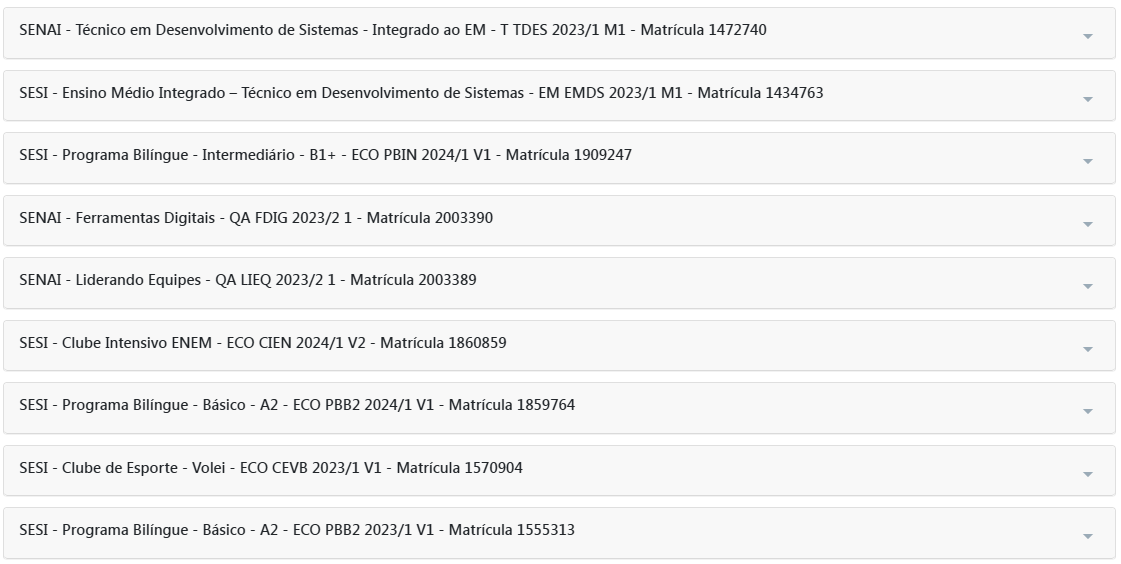 SENAI - Técnico em Desenvolvimento de Sistemas - Integrado ao EM - T TDES 2023/1 M1 - Matrícula 1472740
SESI - Ensino Médio Integrado – Técnico em Desenvolvimento de Sistemas - EM EMDS 2023/1 M1 - Matrícula 1434763
SESI - Programa Bilíngue - Intermediário - B1+ - ECO PBIN 2024/1 V1 - Matrícula 1909247
SENAI - Ferramentas Digitais - QA FDIG 2023/2 1 - Matrícula 2003390
SENAI - Liderando Equipes - QA LIEQ 2023/2 1 - Matrícula 2003389
SESI - Clube Intensivo ENEM - ECO CIEN 2024/1 V2 - Matrícula 1860859
SESI - Programa Bilíngue - Básico - A2 - ECO PBB2 2024/1 V1 - Matrícula 1859764
SESI - Clube de Esporte - Volei - ECO CEVB 2023/1 V1 - Matrícula 1570904
SESI - Programa Bilíngue - Básico - A2 - ECO PBB2 2023/1 V1 - Matrícula 1555313